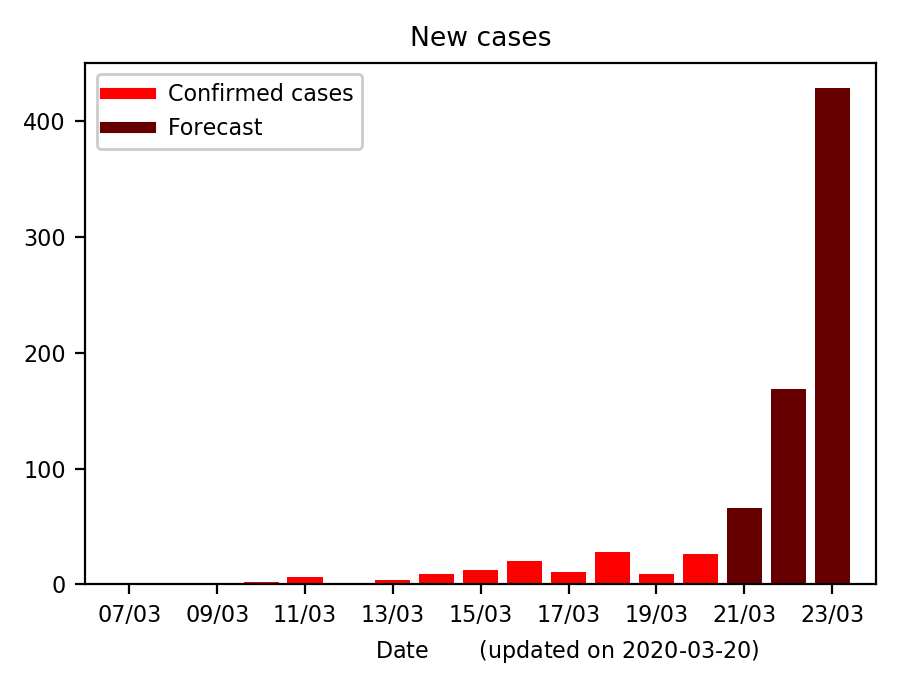 New cases
Confirmed cases
Forecast
400
300
200
100
0
07/03 09/03 11/03 13/03 15/03 17/03 19/03 21/03 23/03
Date (updated on 2020-03-20)